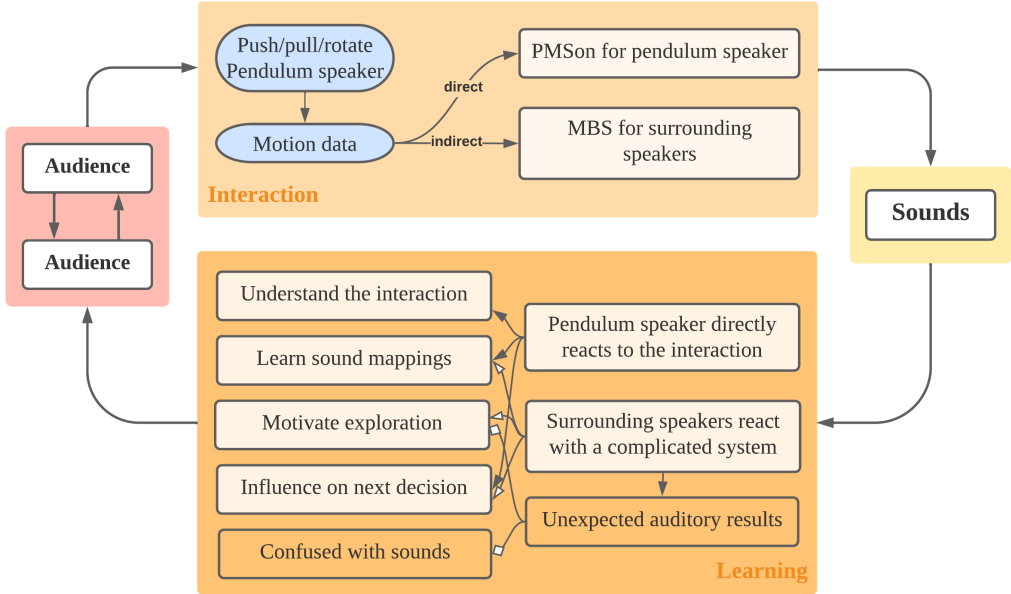 Push/pull/rotate
Pendulum speaker
Motion data
direct
indirect
PMSon for pendulum speaker
MBS for surrounding
speakers
Interaction
Audience
Audience
Sounds
Understand the interaction
Learn sound mappings
Motivate exploration
Influence on next decision
Confused with sounds
Pendulum speaker directly
reacts to the interaction
Surrounding speakers react
with a complicated system
Unexpected auditory results
Learning